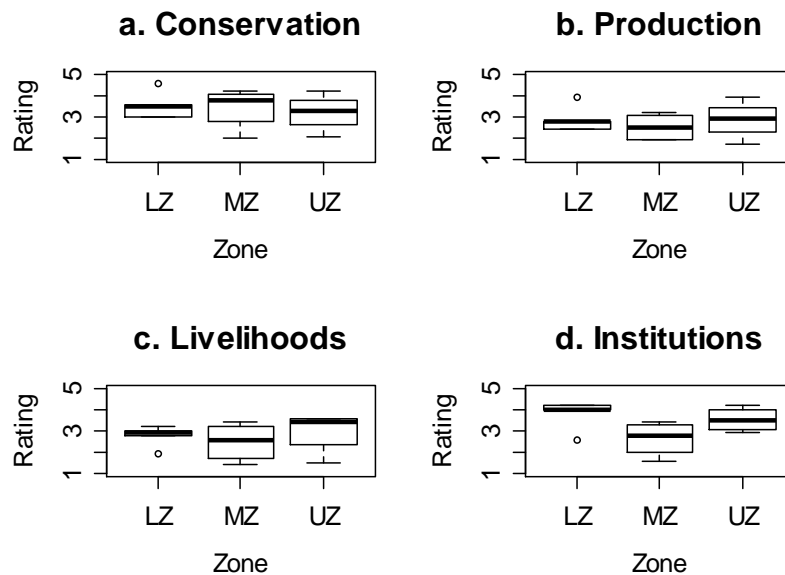 a. Conservation
Rating
5
3
1
LZ MZ UZ
Zone
b. Production
Rating
5
3
1
LZ MZ UZ
Zone
c. Livelihoods
Rating
5
3
1
LZ MZ UZ
Zone
d. Institutions
Rating
5
3
1
LZ MZ UZ
Zone